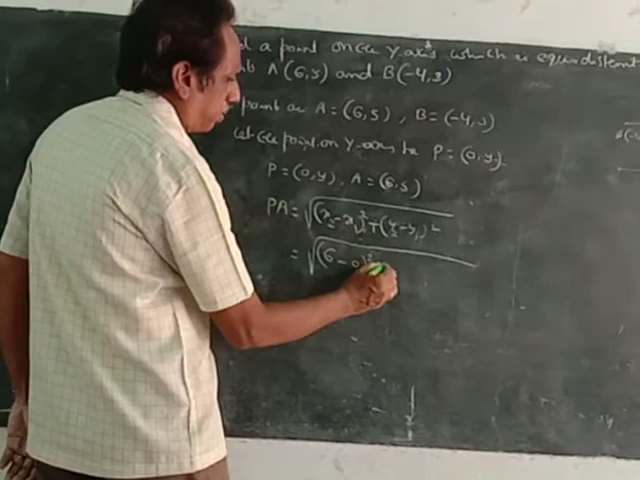 a point on the Y-axis which is equidistant
A(6,5) and B(-4,3)
point are A = (6,5), B = (-4,3)
Let the point on Y-axis be P = (0,y).
P = (0,y), A = (6,5)
PA = √(x₂-x₁)²+(y₂-y₁)²
= √(6-0)²